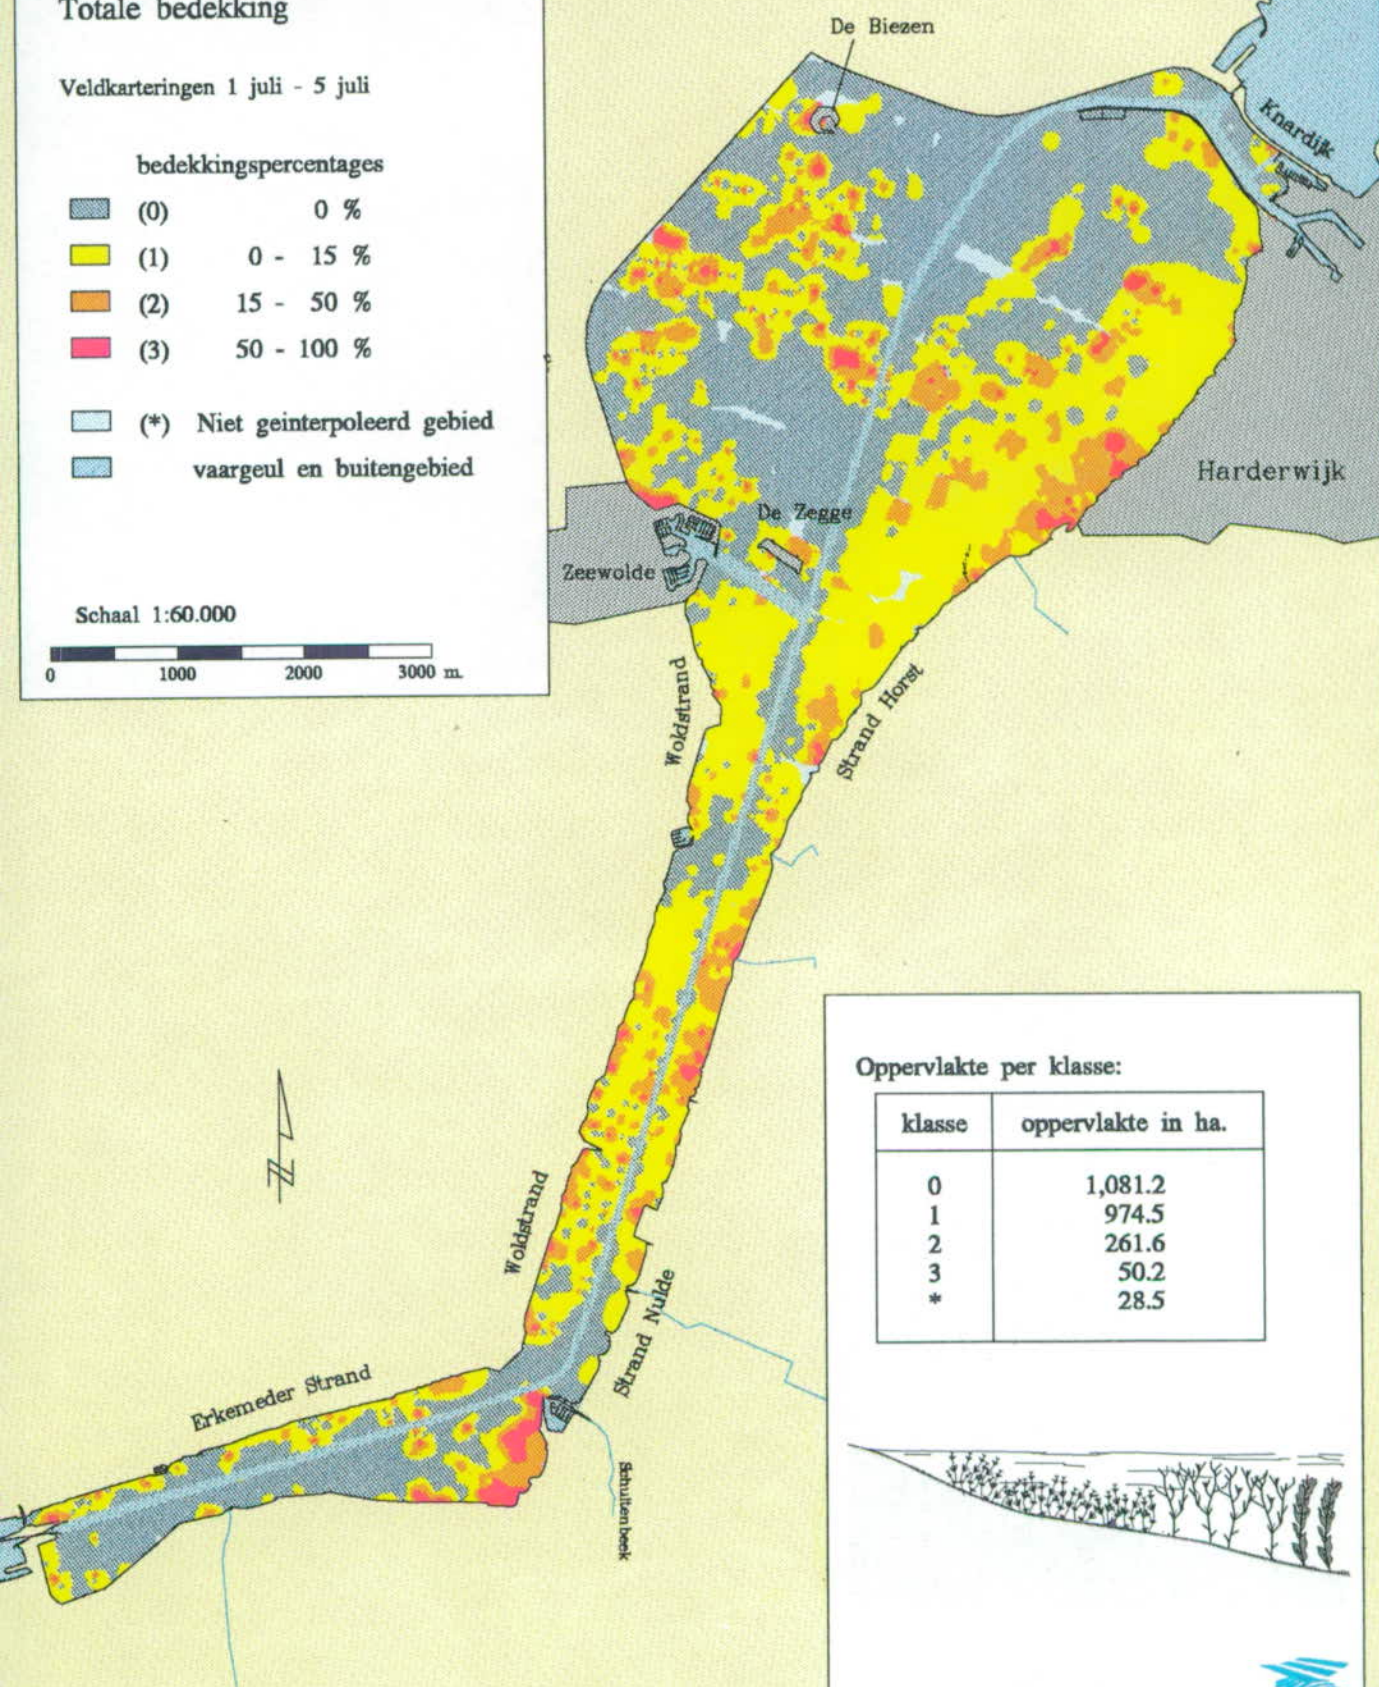 Totale bedekking
Veldkarteringen 1 juli - 5 juli
bedekkingspercentages
(0) 0 %
(1) 0 - 15 %
(2) 15 - 50 %
(3) 50 - 100 %
(*) Niet geinterpoleerd gebied
vaargeul en buitengebied
Schaal 1:60.000
0 1000 2000 3000 m.
De Biezen
Knardijk
Harderwijk
De Zegge
Zeewolde
Woldstrand
Strand Horst
Woldstrand
Strand Nulde
Erkemeder Strand
Schuitenbeek
Oppervlakte per klasse:
klasse oppervlakte in ha.
0 1,081.2
1 974.5
2 261.6
3 50.2
* 28.5